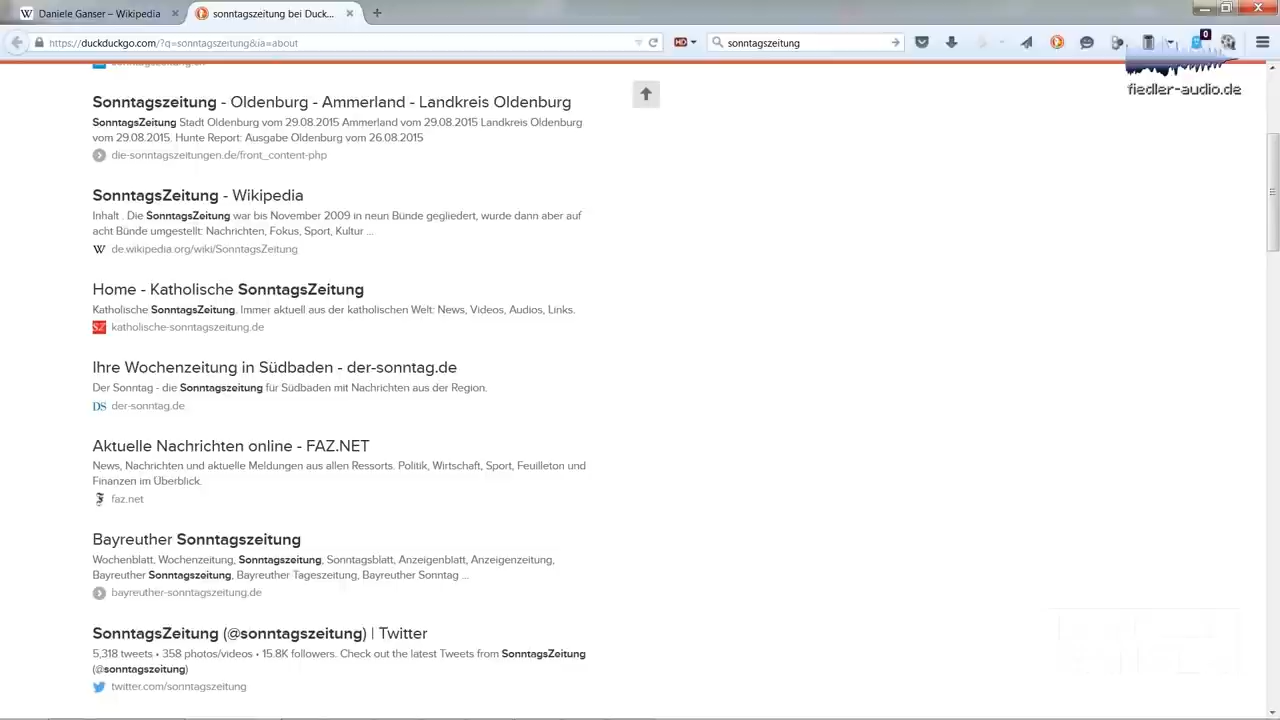 Daniele Ganser – Wikipedia
sonntagszeitung bei Duck...
https://duckduckgo.com/?q=sonntagszeitung&ia=about
HD
sonntagszeitung
0
fiedler-audio.de
Sonntagszeitung - Oldenburg - Ammerland - Landkreis Oldenburg
SonntagsZeitung Stadt Oldenburg vom 29.08.2015 Ammerland vom 29.08.2015 Landkreis Oldenburg
vom 29.08.2015. Hunte Report: Ausgabe Oldenburg vom 26.08.2015
die-sonntagszeitungen.de/front_content-php
SonntagsZeitung - Wikipedia
Inhalt . Die SonntagsZeitung war bis November 2009 in neun Bünde gegliedert, wurde dann aber auf
acht Bünde umgestellt: Nachrichten, Fokus, Sport, Kultur ...
W de.wikipedia.org/wiki/SonntagsZeitung
Home - Katholische SonntagsZeitung
Katholische SonntagsZeitung. Immer aktuell aus der katholischen Welt: News, Videos, Audios, Links.
SZ katholische-sonntagszeitung.de
Ihre Wochenzeitung in Südbaden - der-sonntag.de
Der Sonntag - die Sonntagszeitung für Südbaden mit Nachrichten aus der Region.
DS der-sonntag.de
Aktuelle Nachrichten online - FAZ.NET
News, Nachrichten und aktuelle Meldungen aus allen Ressorts. Politik, Wirtschaft, Sport, Feuilleton und
Finanzen im Überblick.
faz.net
Bayreuther Sonntagszeitung
Wochenblatt, Wochenzeitung, Sonntagszeitung, Sonntagsblatt, Anzeigenblatt, Anzeigenzeitung,
Bayreuther Sonntagszeitung, Bayreuther Tageszeitung, Bayreuther Sonntag ...
bayreuther-sonntagszeitung.de
SonntagsZeitung (@sonntagszeitung) | Twitter
5,318 tweets • 358 photos/videos • 15.8K followers. Check out the latest Tweets from SonntagsZeitung
(@sonntagszeitung)
twitter.com/sonntagszeitung